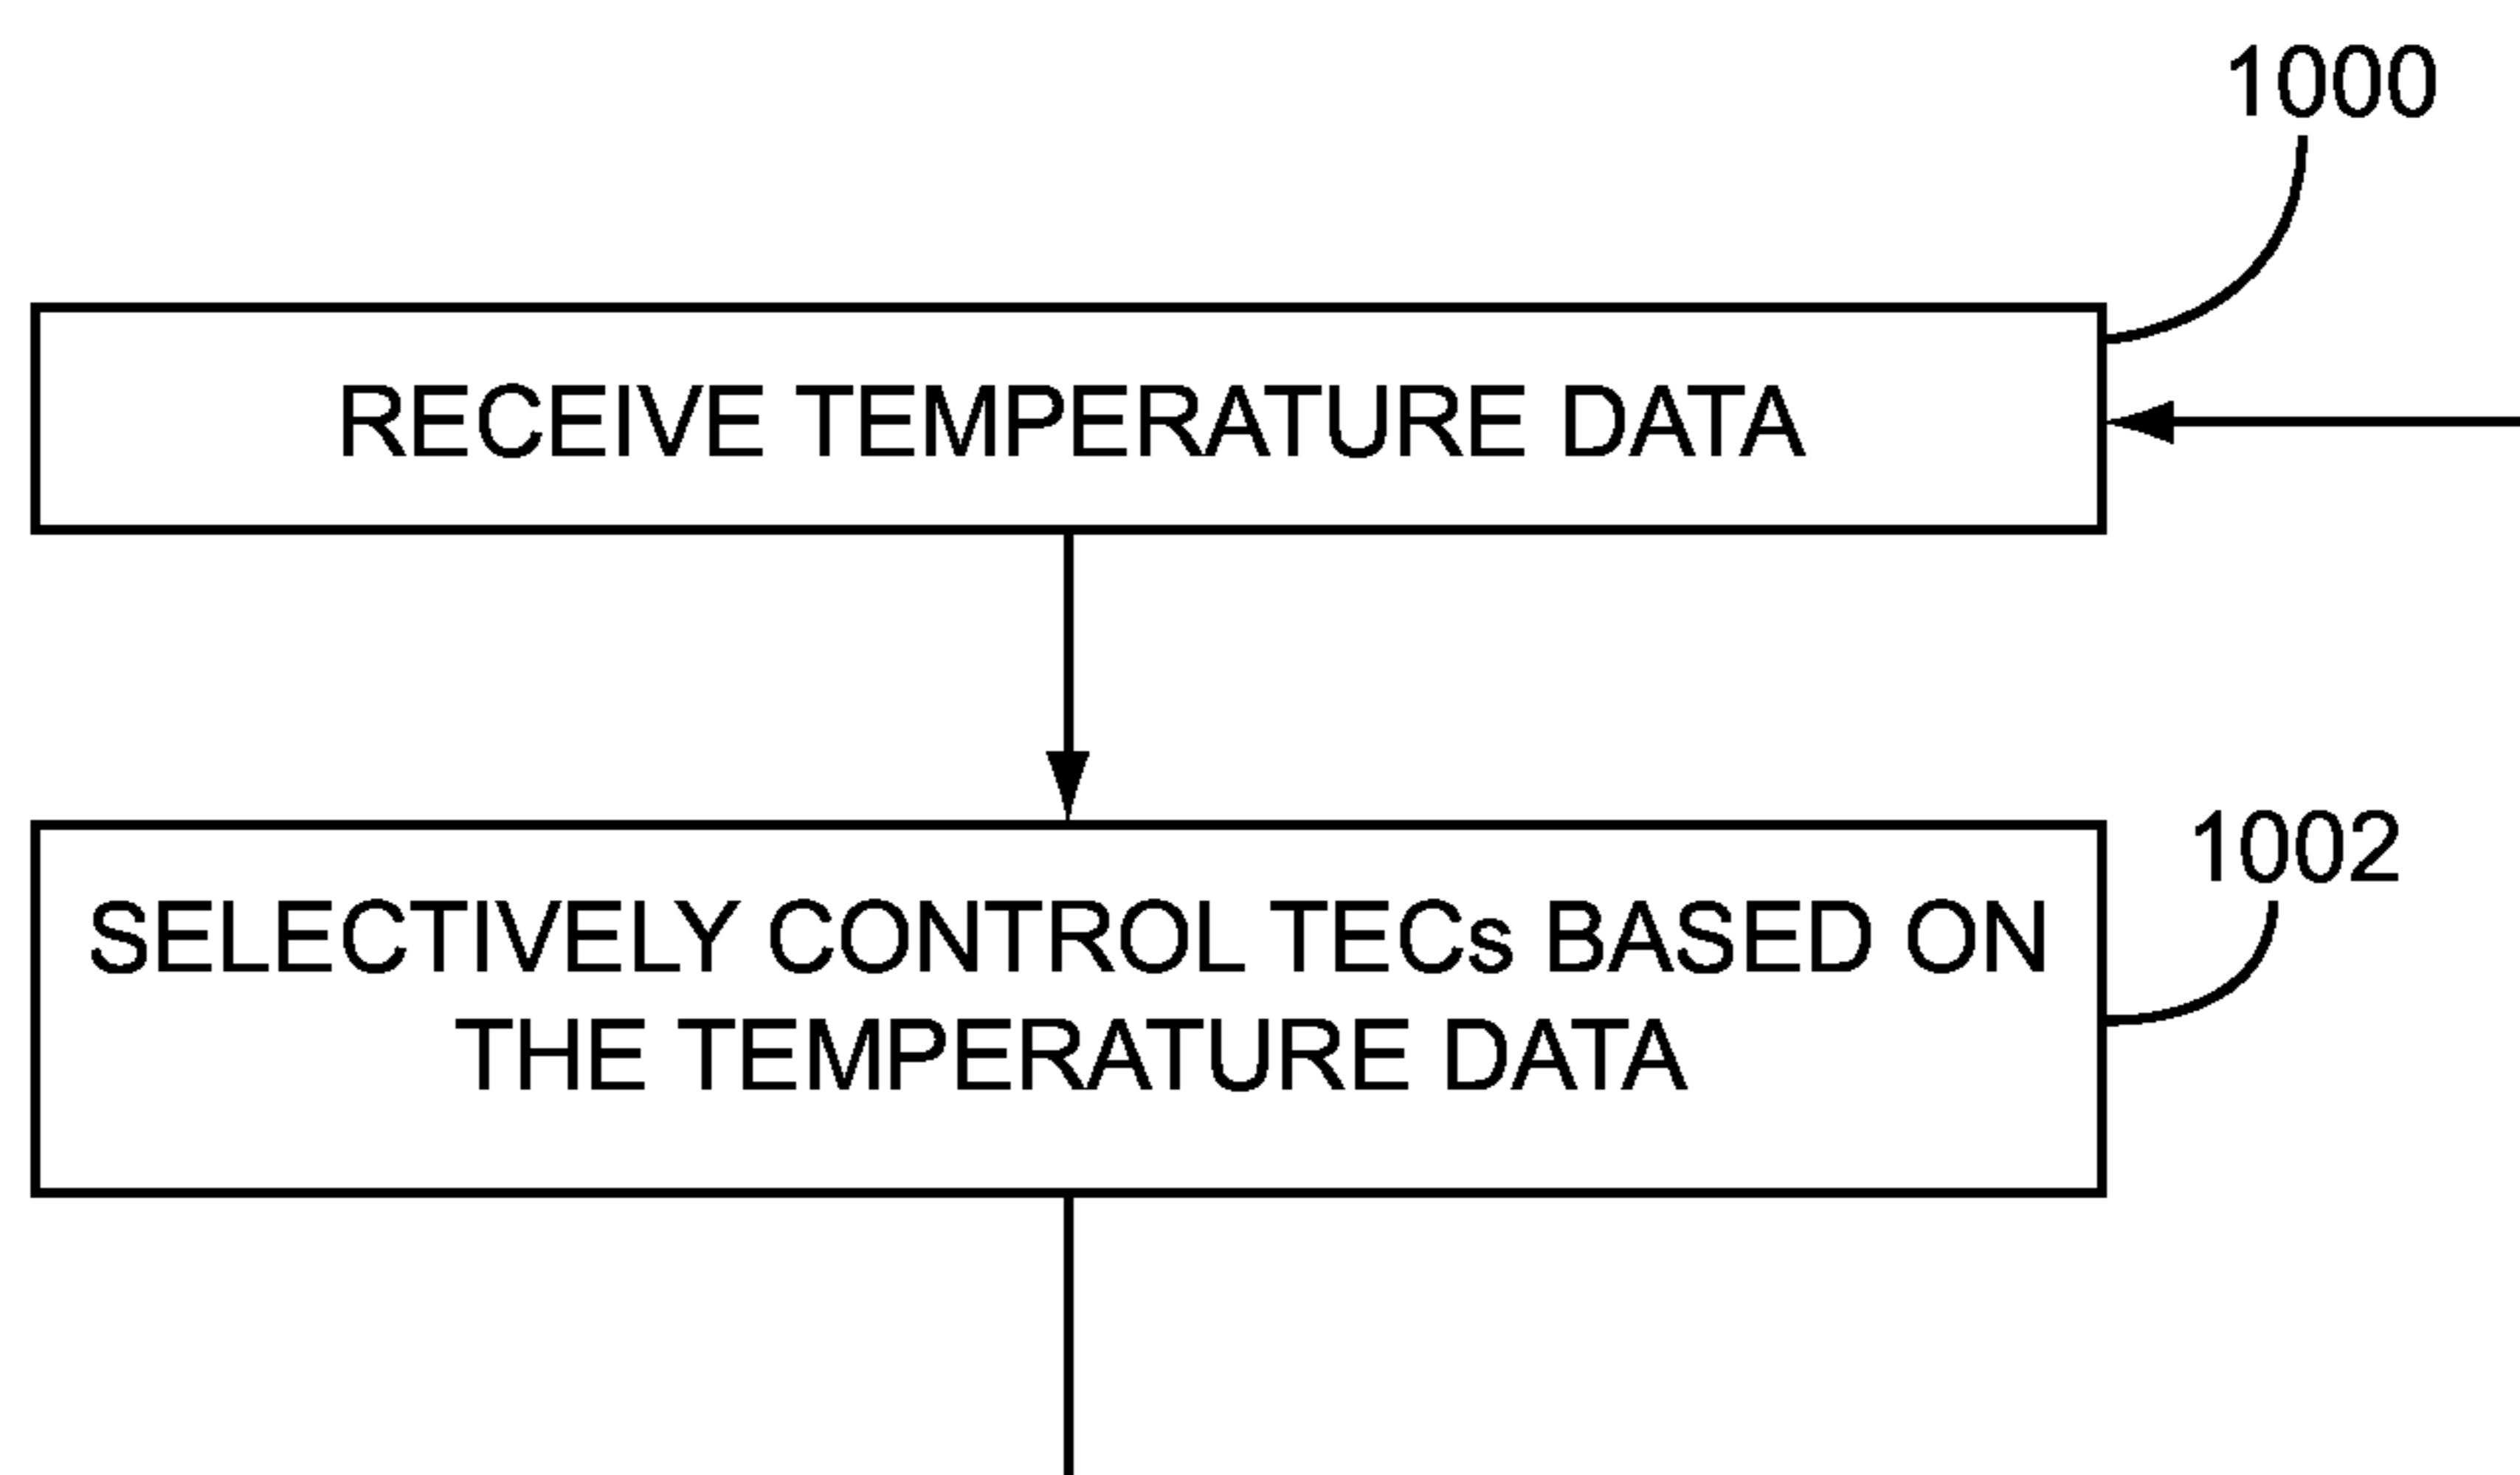 1000
RECEIVE TEMPERATURE DATA
1002
SELECTIVELY CONTROL TECs BASED ON
THE TEMPERATURE DATA